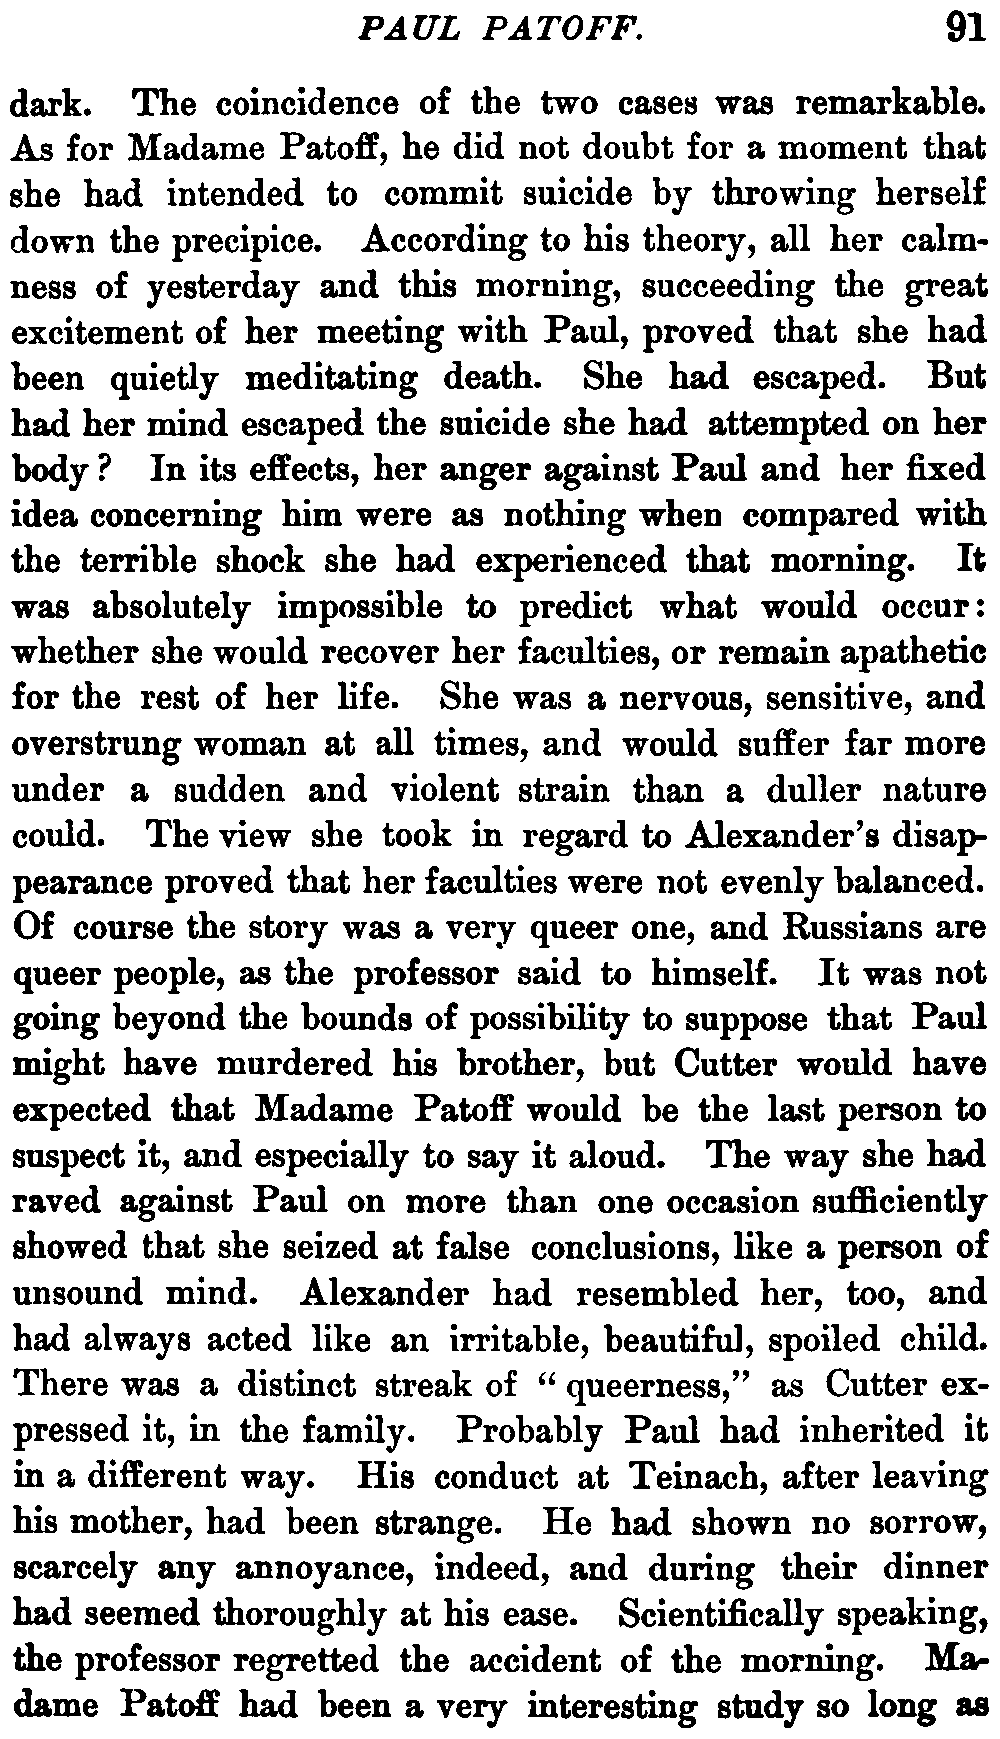 PAUL PATOFF. 91
dark. The coincidence of the two cases was remarkable.
As for Madame Patoff, he did not doubt for a moment that
she had intended to commit suicide by throwing herself
down the precipice. According to his theory, all her calm-
ness of yesterday and this morning, succeeding the great
excitement of her meeting with Paul, proved that she had
been quietly meditating death. She had escaped. But
had her mind escaped the suicide she had attempted on her
body? In its effects, her anger against Paul and her fixed
idea concerning him were as nothing when compared with
the terrible shock she had experienced that morning. It
was absolutely impossible to predict what would occur:
whether she would recover her faculties, or remain apathetic
for the rest of her life. She was a nervous, sensitive, and
overstrung woman at all times, and would suffer far more
under a sudden and violent strain than a duller nature
could. The view she took in regard to Alexander's disap-
pearance proved that her faculties were not evenly balanced.
Of course the story was a very queer one, and Russians are
queer people, as the professor said to himself. It was not
going beyond the bounds of possibility to suppose that Paul
might have murdered his brother, but Cutter would have
expected that Madame Patoff would be the last person to
suspect it, and especially to say it aloud. The way she had
raved against Paul on more than one occasion sufficiently
showed that she seized at false conclusions, like a person of
unsound mind. Alexander had resembled her, too, and
had always acted like an irritable, beautiful, spoiled child.
There was a distinct streak of "queerness," as Cutter ex-
pressed it, in the family. Probably Paul had inherited it
in a different way. His conduct at Teinach, after leaving
his mother, had been strange. He had shown no sorrow,
scarcely any annoyance, indeed, and during their dinner
had seemed thoroughly at his ease. Scientifically speaking,
the professor regretted the accident of the morning. Ma-
dame Patoff had been a very interesting study so long as